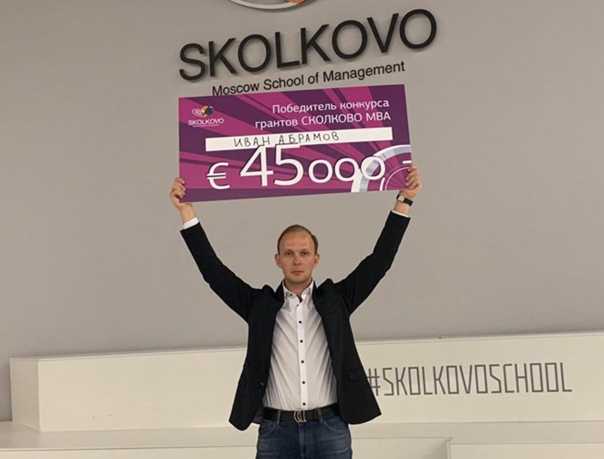 SKOLKOVO
Moscow School of Management
SKOLKOVO
Победитель конкурса
грантов СКОЛКОВО MBA
ИВАН АБРАМОВ
€ 45000
#SKOLKOVOSCHOOL